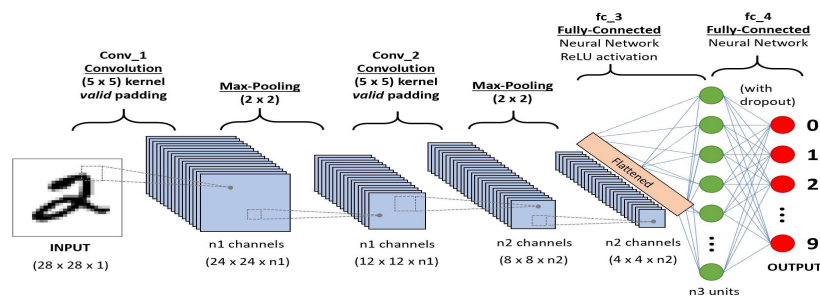 Conv_1
Convolution
(5 x 5) kernel
valid padding
Max-Pooling
(2 x 2)
Conv_2
Convolution
(5 x 5) kernel
valid padding
Max-Pooling
(2 x 2)
fc_3
Fully-Connected
Neural Network
ReLU activation
fc_4
Fully-Connected
Neural Network
(with
dropout)
2
INPUT
(28 x 28 x 1)
n1 channels
(24 x 24 x n1)
n1 channels
(12 x 12 x n1)
n2 channels
(8 x 8 x n2)
n2 channels
(4 x 4 x n2)
Flattened
n3 units
0
1
2
9
OUTPUT